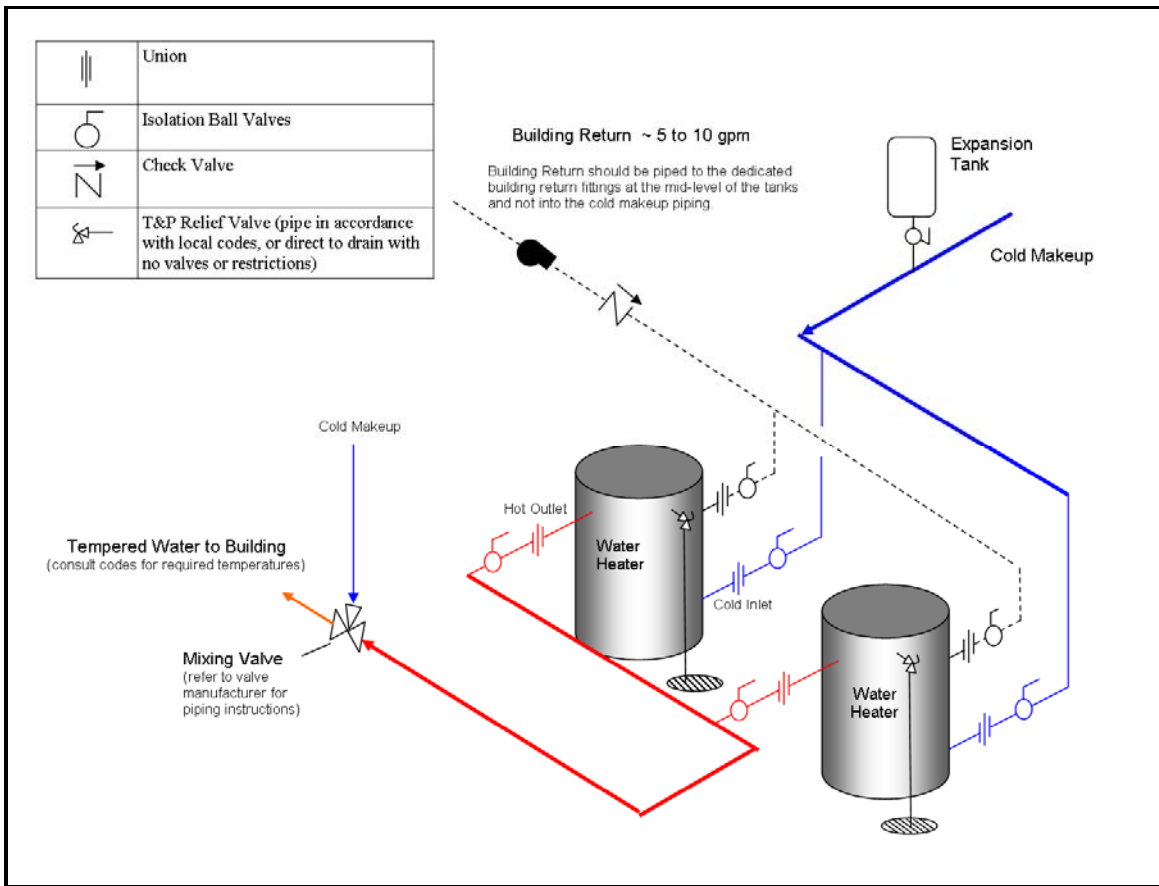 Union
Isolation Ball Valves
Check Valve
T&P Relief Valve (pipe in accordance
with local codes, or direct to drain with
no valves or restrictions)
Building Return ~ 5 to 10 gpm
Building Return should be piped to the dedicated
building return fittings at the mid-level of the tanks
and not into the cold makeup piping.
Expansion
Tank
Cold Makeup
Cold Makeup
Hot Outlet
Tempered Water to Building
(consult codes for required temperatures)
Water
Heater
Cold Inlet
Mixing Valve
(refer to valve
manufacturer for
piping instructions)
Water
Heater